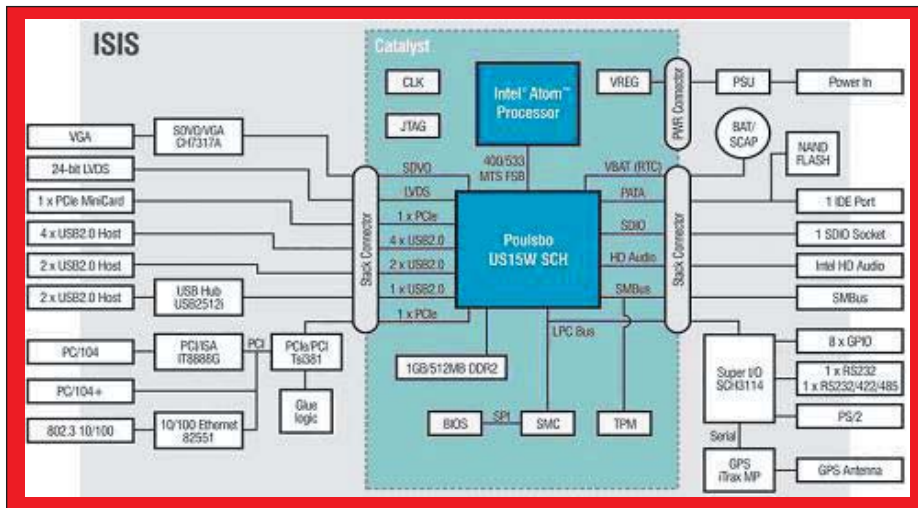 ISIS
Catalyst
CLK
JTAG
Intel® Atom™
Processor
VREG
PWR Connector
PSU
Power In
BAT/
SCAP
NAND
FLASH
VGA
SDVO/VGA
CH7317A
24-bit LVDS
1 x PCIe MiniCard
4 x USB2.0 Host
2 x USB2.0 Host
2 x USB2.0 Host
USB Hub
USB2512i
Stack Connector
SDVO
LVDS
1 x PCIe
4 x USB2.0
2 x USB2.0
1 x USB2.0
1 x PCIe
400/533
MTS FSB
Poulsbo
US15W SCH
VBAT (RTC)
PATA
SDIO
HD Audio
SMBus
LPC Bus
Stack Connector
1 IDE Port
1 SDIO Socket
Intel HD Audio
SMBus
PC/104
PCI/ISA
IT8888G
PCI
PCIe/PCI
Tsi381
PC/104+
Glue
logic
802.3 10/100
10/100 Ethernet
82551
1GB/512MB DDR2
BIOS
SPI
SMC
TPM
Super I/O
SCH3114
8 x GPIO
1 x RS232
1 x RS232/422/485
PS/2
Serial
GPS
iTrax MP
GPS Antenna